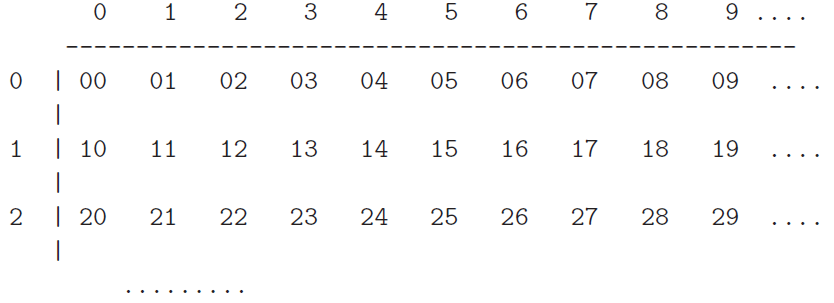 0 1 2 3 4 5 6 7 8 9 ....
----------------------------------------------------
0 | 00 01 02 03 04 05 06 07 08 09 ....
|
1 | 10 11 12 13 14 15 16 17 18 19 ....
|
2 | 20 21 22 23 24 25 26 27 28 29 ....
|
.........